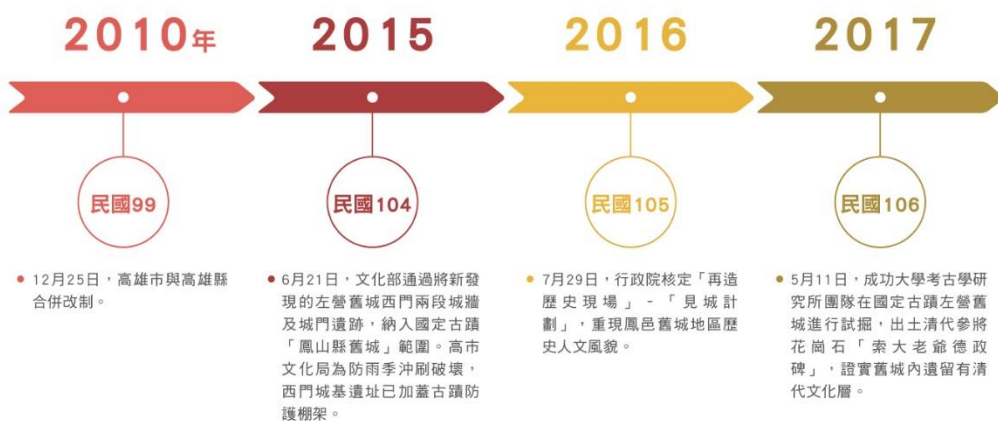 2010年
2015
2016
2017
民國99
民國104
民國105
民國106
• 12月25日，高雄市與高雄縣
合併改制。
• 6月21日，文化部通過將新發
現的左營舊城西門兩段城牆
及城門遺跡，納入國定古蹟
「鳳山縣舊城」範圍。高市
文化局為防雨季沖刷破壞，
西門城基遺址已加蓋古蹟防
護棚架。
• 7月29日，行政院核定「再造
歷史現場」-「見城計
劃」，重現鳳邑舊城地區歷
史人文風貌。
• 5月11日，成功大學考古學研
究所團隊在國定古蹟左營舊
城進行試掘，出土清代參將
花崗石「索大老爺德政
碑」，證實舊城內遺留有清
代文化層。